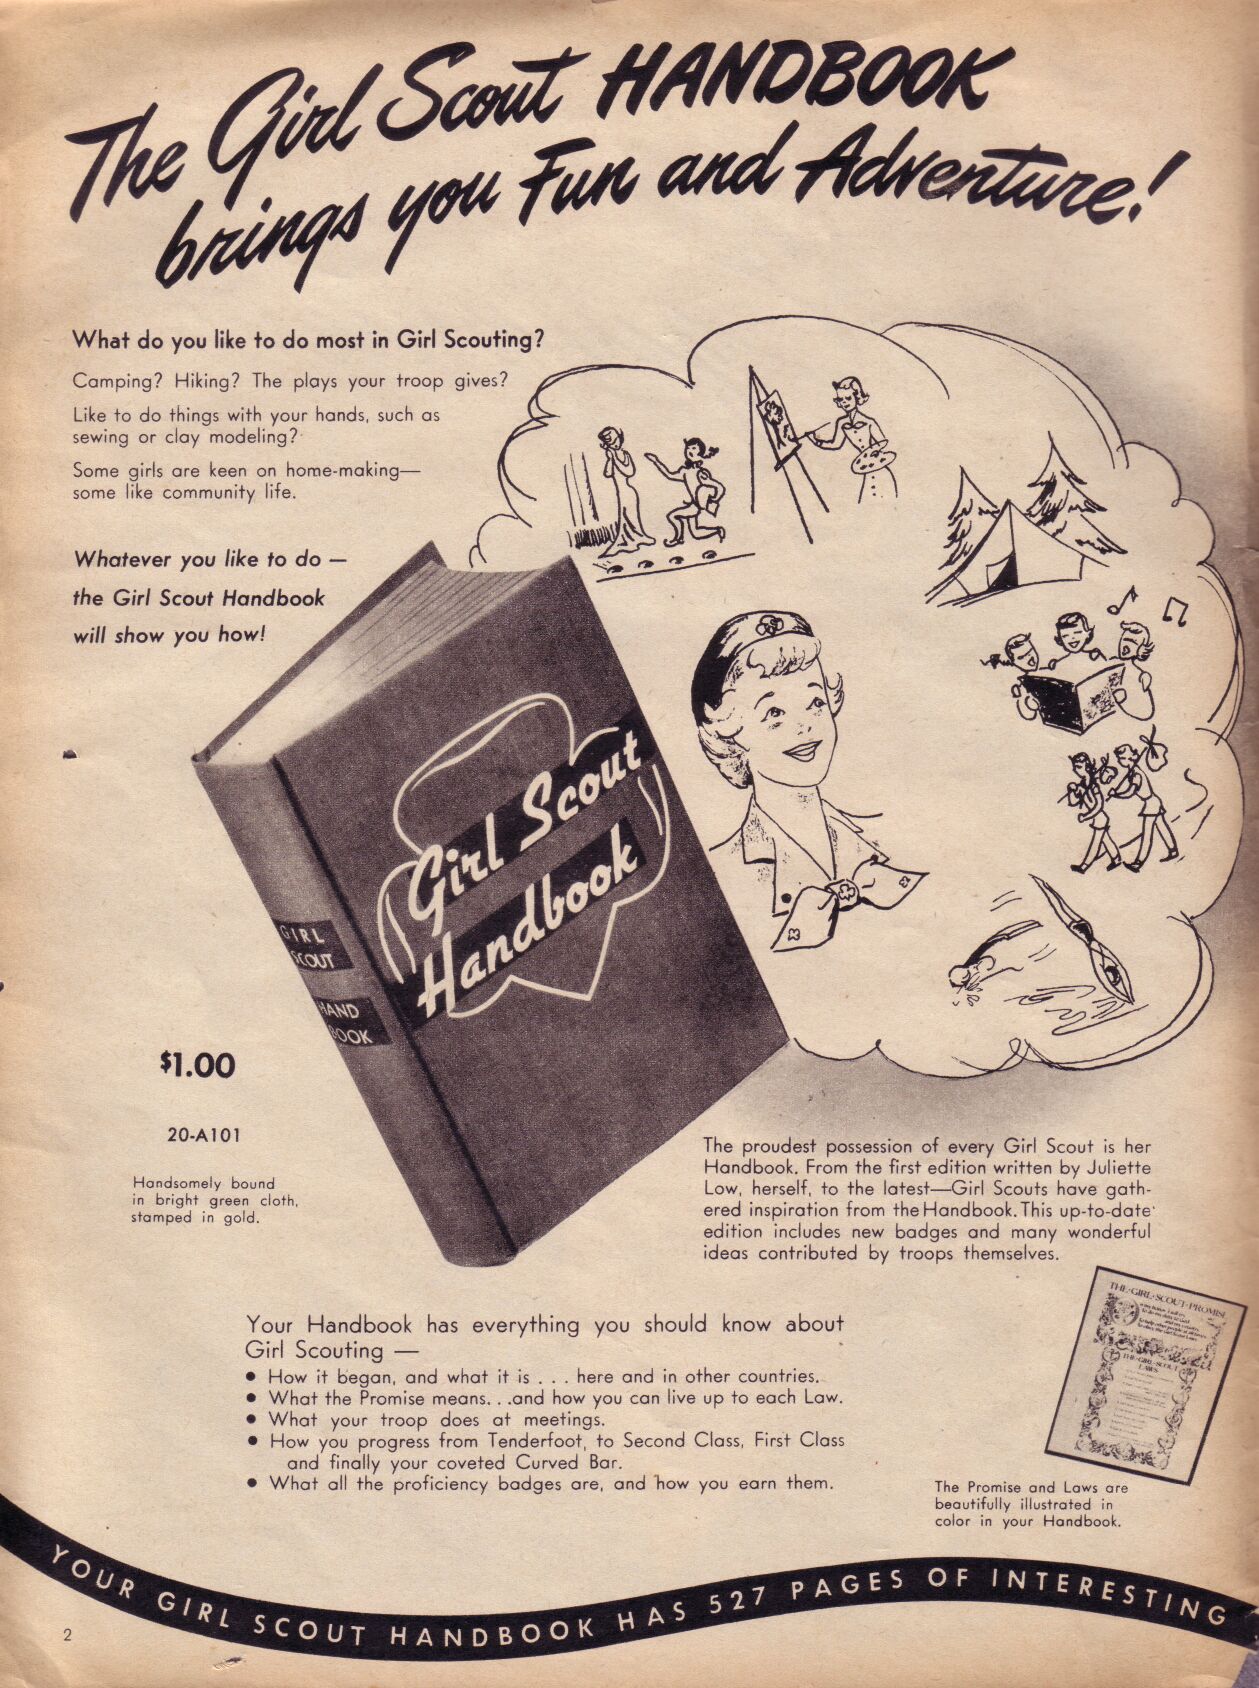 The Girl Scout HANDBOOK
brings you Fun and Adventure!
What do you like to do most in Girl Scouting?
Camping? Hiking? The plays your troop gives?
Like to do things with your hands, such as
sewing or clay modeling?
Some girls are keen on home-making—
some like community life.
Whatever you like to do —
the Girl Scout Handbook
will show you how!
Girl Scout
Handbook
GIRL
SCOUT
HAND
BOOK
$1.00
20-A101
Handsomely bound
in bright green cloth,
stamped in gold.
The proudest possession of every Girl Scout is her
Handbook. From the first edition written by Juliette
Low, herself, to the latest—Girl Scouts have gath-
ered inspiration from the Handbook. This up-to-date
edition includes new badges and many wonderful
ideas contributed by troops themselves.
THE·GIRL·SCOUT·PROMISE
THE·GIRL·SCOUT
LAWS
Your Handbook has everything you should know about
Girl Scouting —
● How it began, and what it is . . . here and in other countries.
● What the Promise means. . .and how you can live up to each Law.
● What your troop does at meetings.
● How you progress from Tenderfoot, to Second Class, First Class
and finally your coveted Curved Bar.
● What all the proficiency badges are, and how you earn them.
The Promise and Laws are
beautifully illustrated in
color in your Handbook.
YOUR GIRL SCOUT HANDBOOK HAS 527 PAGES OF INTERESTING
2